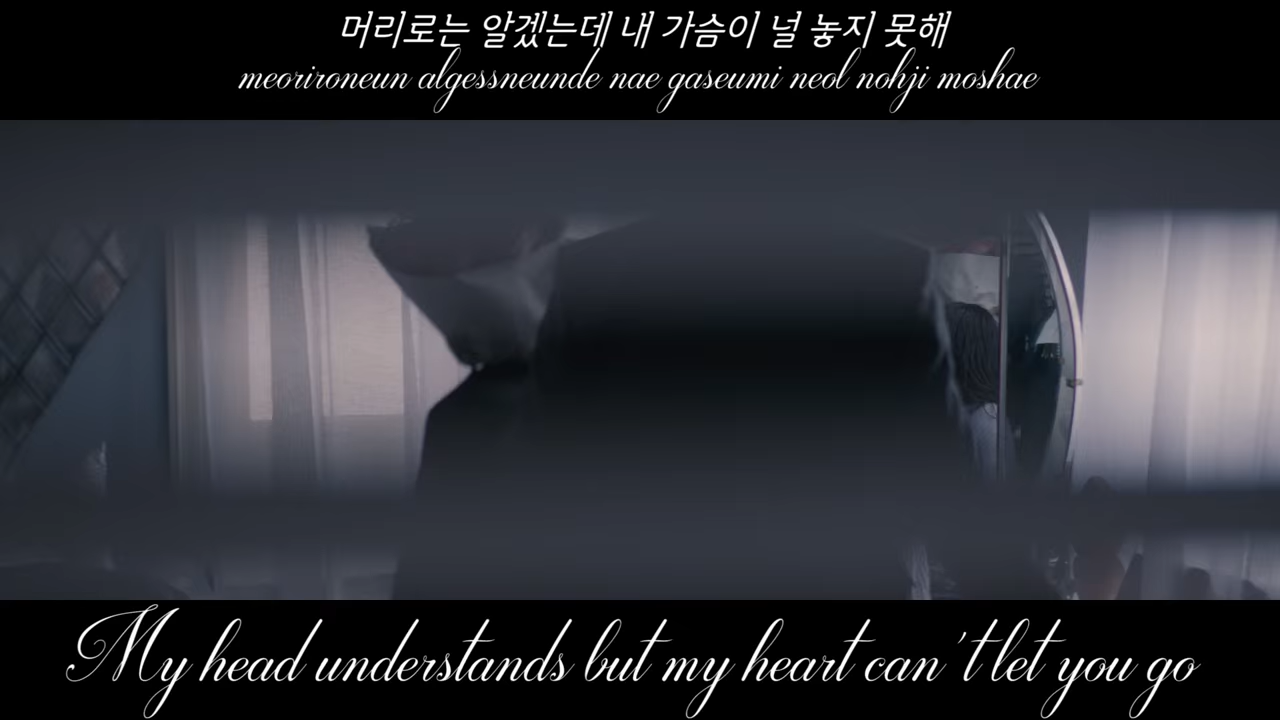 머리로는 알겠는데 내 가슴이 널 놓지 못해
meorironeun algessneunde nae gaseumi neol nohji moshae
My head understands but my heart can't let you go